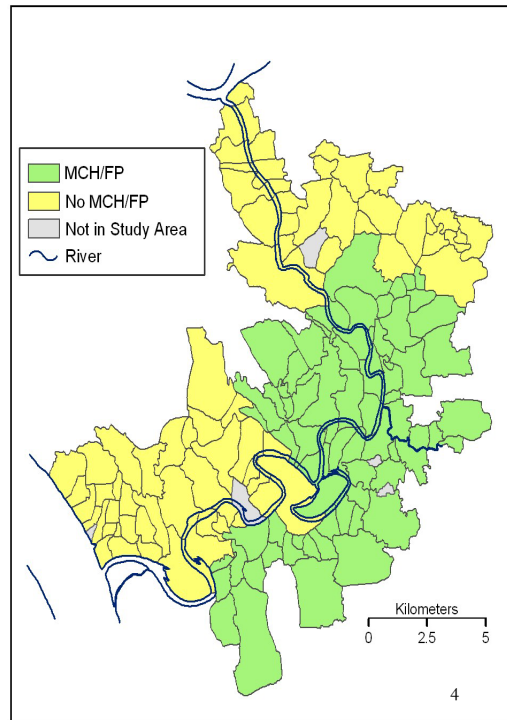 MCH/FP
No MCH/FP
Not in Study Area
River
Kilometers
0 2.5 5
4